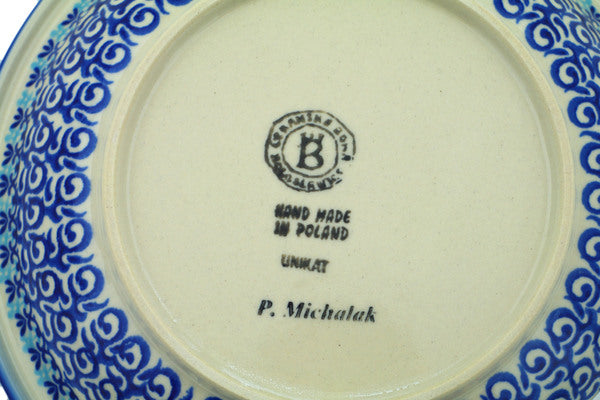 B
HAND MADE
IN POLAND
UNIKAT
P. Michalak